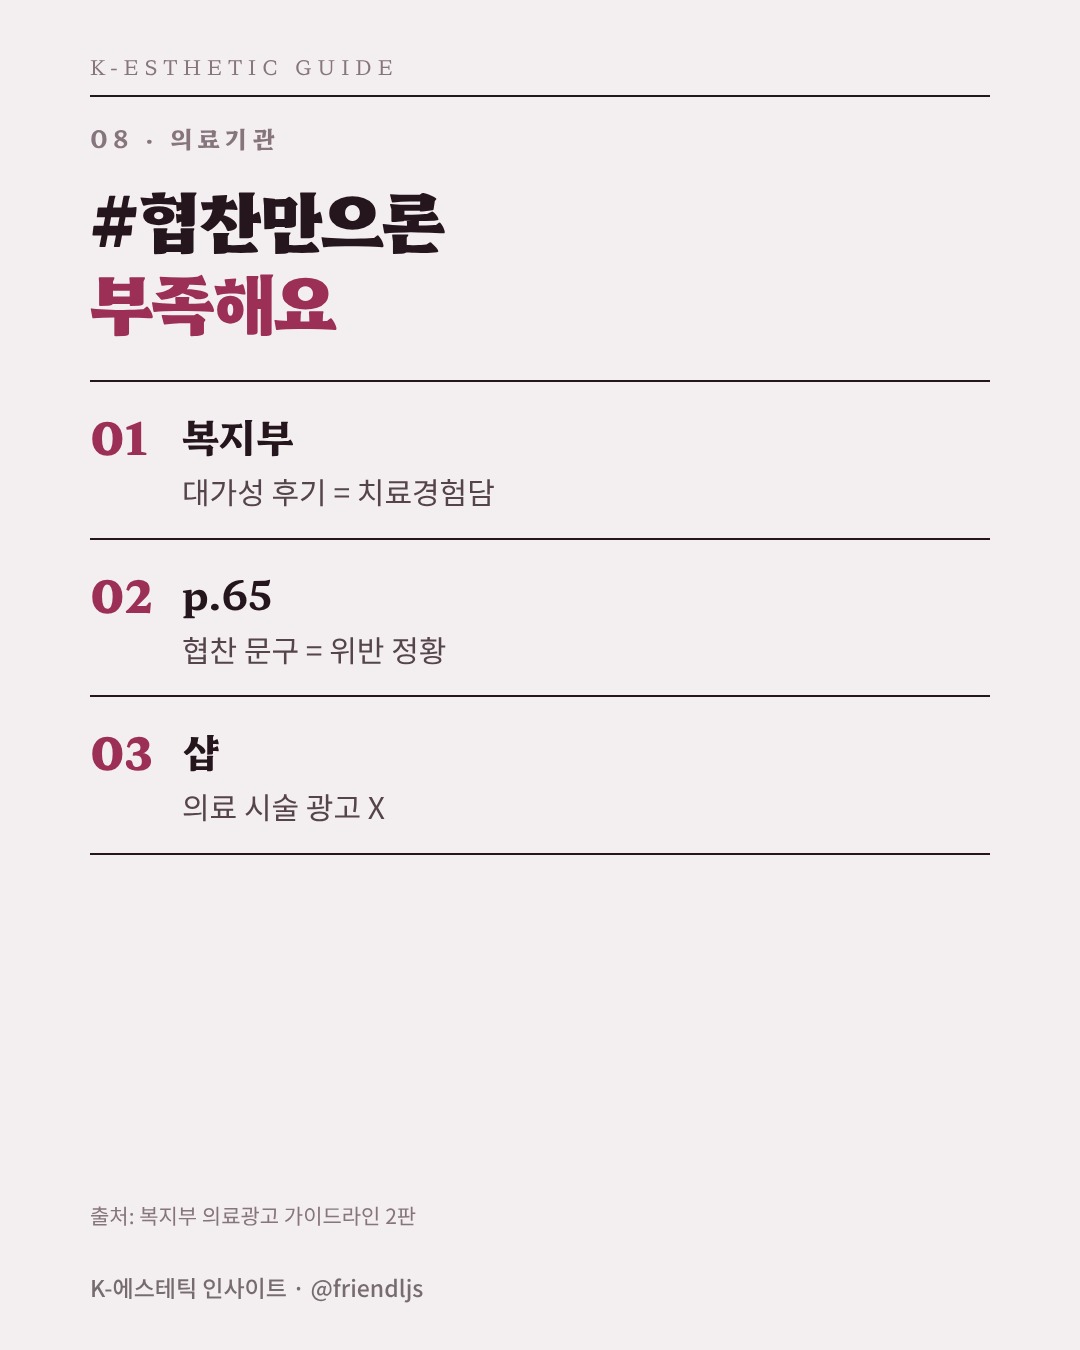 K-ESTHETIC GUIDE
08 · 의료기관
#협찬만으론
부족해요
01 복지부
대가성 후기 = 치료경험담
02 p.65
협찬 문구 = 위반 정황
03 샵
의료 시술 광고 X
출처: 복지부 의료광고 가이드라인 2판
K-에스테틱 인사이트 · @friendljs